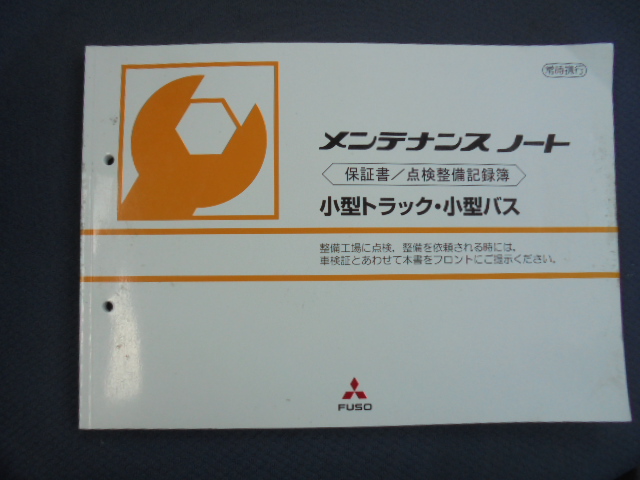 常時携行
メンテナンス ノート
保証書／点検整備記録簿
小型トラック・小型バス
整備工場に点検、整備を依頼される時には、
車検証とあわせて本書をフロントにご提示ください。
FUSO